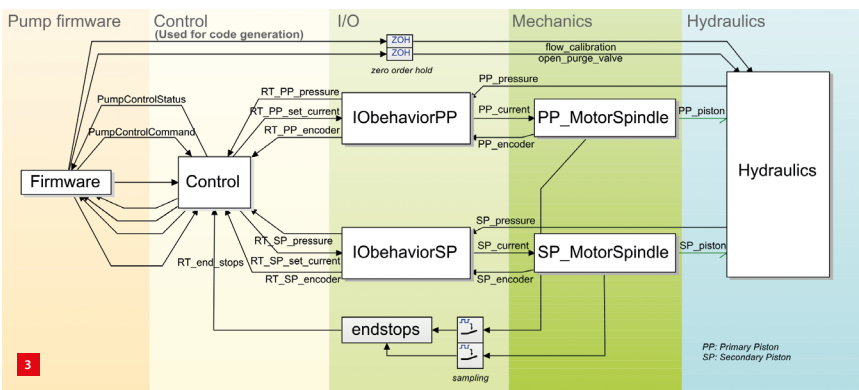 Pump firmware
Control
(Used for code generation)
I/O
Mechanics
Hydraulics
ZOH
ZOH
zero order hold
flow_calibration
open_purge_valve
PP_pressure
RT_PP_pressure
PumpControlStatus
RT_PP_set_current
IObehaviorPP
PP_current
PP_MotorSpindle
PP_piston
PumpControlCommand
RT_PP_encoder
PP_encoder
Firmware
Control
Hydraulics
SP_pressure
RT_SP_pressure
IObehaviorSP
SP_current
SP_MotorSpindle
SP_piston
RT_end_stops
RT_SP_set_current
RT_SP_encoder
SP_encoder
endstops
sampling
PP: Primary Piston
SP: Secondary Piston
3